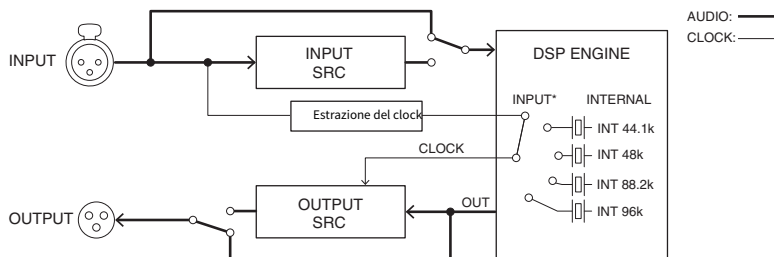 AUDIO:
CLOCK:
INPUT
INPUT
SRC
DSP ENGINE
INPUT*
INTERNAL
Estrazione del clock
INT 44.1k
CLOCK
INT 48k
INT 88.2k
INT 96k
OUTPUT
OUTPUT
SRC
OUT